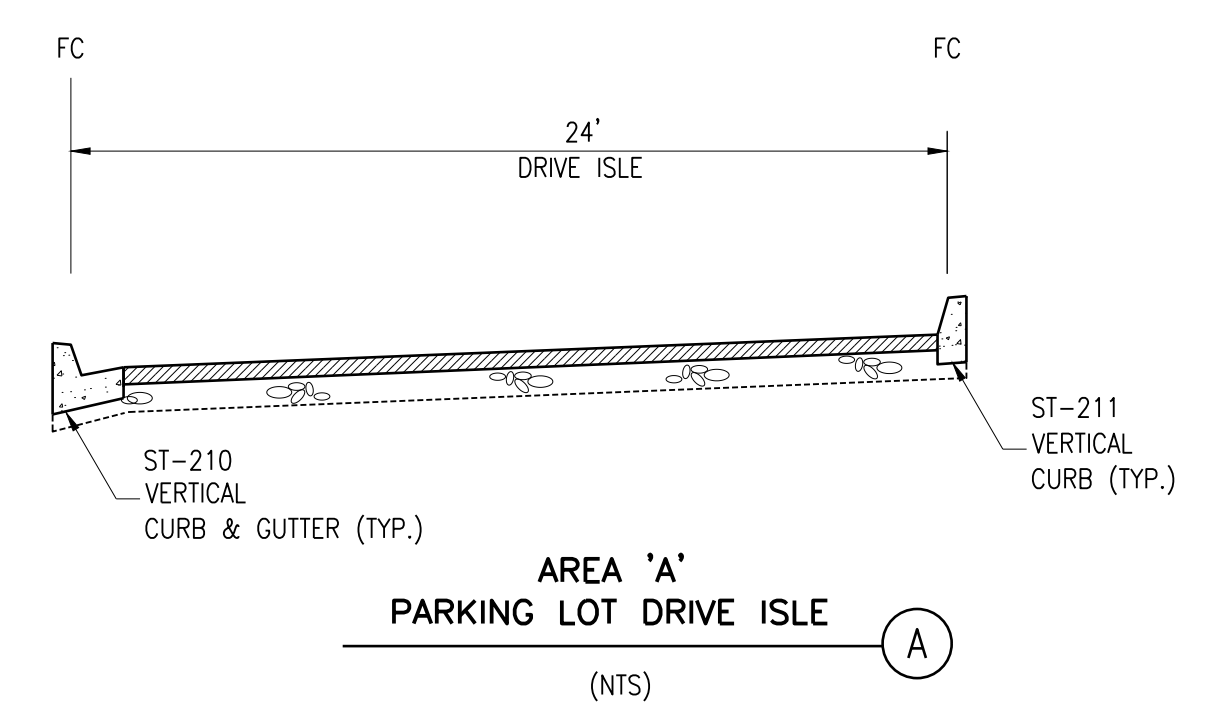 FC
FC
24'
DRIVE ISLE
ST-211
VERTICAL
CURB (TYP.)
ST-210
VERTICAL
CURB & GUTTER (TYP.)
AREA 'A'
PARKING LOT DRIVE ISLE
A
(NTS)